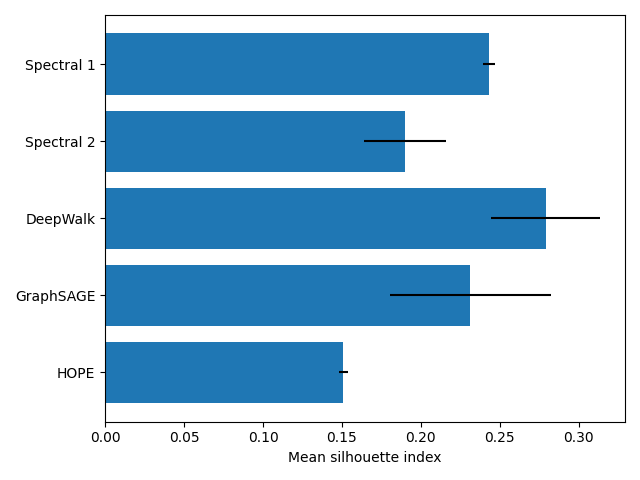 Spectral 1
Spectral 2
DeepWalk
GraphSAGE
HOPE
0.00 0.05 0.10 0.15 0.20 0.25 0.30
Mean silhouette index